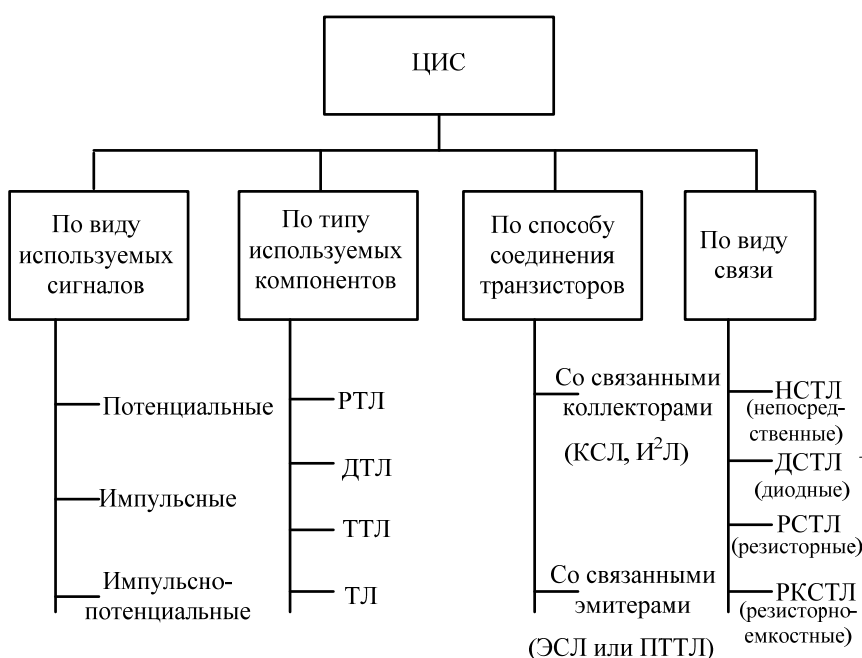 ЦИС
По виду
используемых
сигналов
Потенциальные
Импульсные
Импульсно-
потенциальные
По типу
используемых
компонентов
РТЛ
ДТЛ
ТТЛ
ТЛ
По способу
соединения
транзисторов
Со связанными
коллекторами
(КСЛ, И²Л)
Со связанными
эмитерами
(ЭСЛ или ПТТЛ)
По виду
связи
НСТЛ
(непосред-
ственные)
ДСТЛ
(диодные)
РСТЛ
(резисторные)
РКСТЛ
(резисторно-
емкостные)